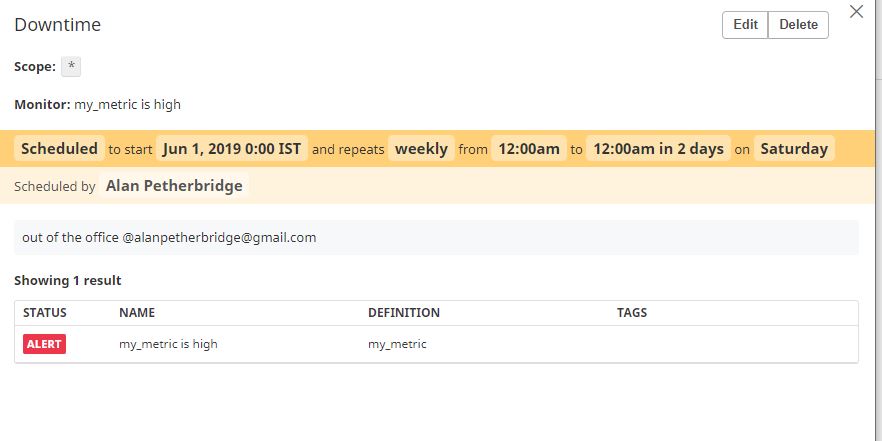 Downtime
Edit Delete
Scope: *
Monitor: my_metric is high
Scheduled to start Jun 1, 2019 0:00 IST and repeats weekly from 12:00am to 12:00am in 2 days on Saturday
Scheduled by Alan Petherbridge
out of the office @alanpetherbridge@gmail.com
Showing 1 result
STATUS NAME DEFINITION TAGS
ALERT my_metric is high my_metric